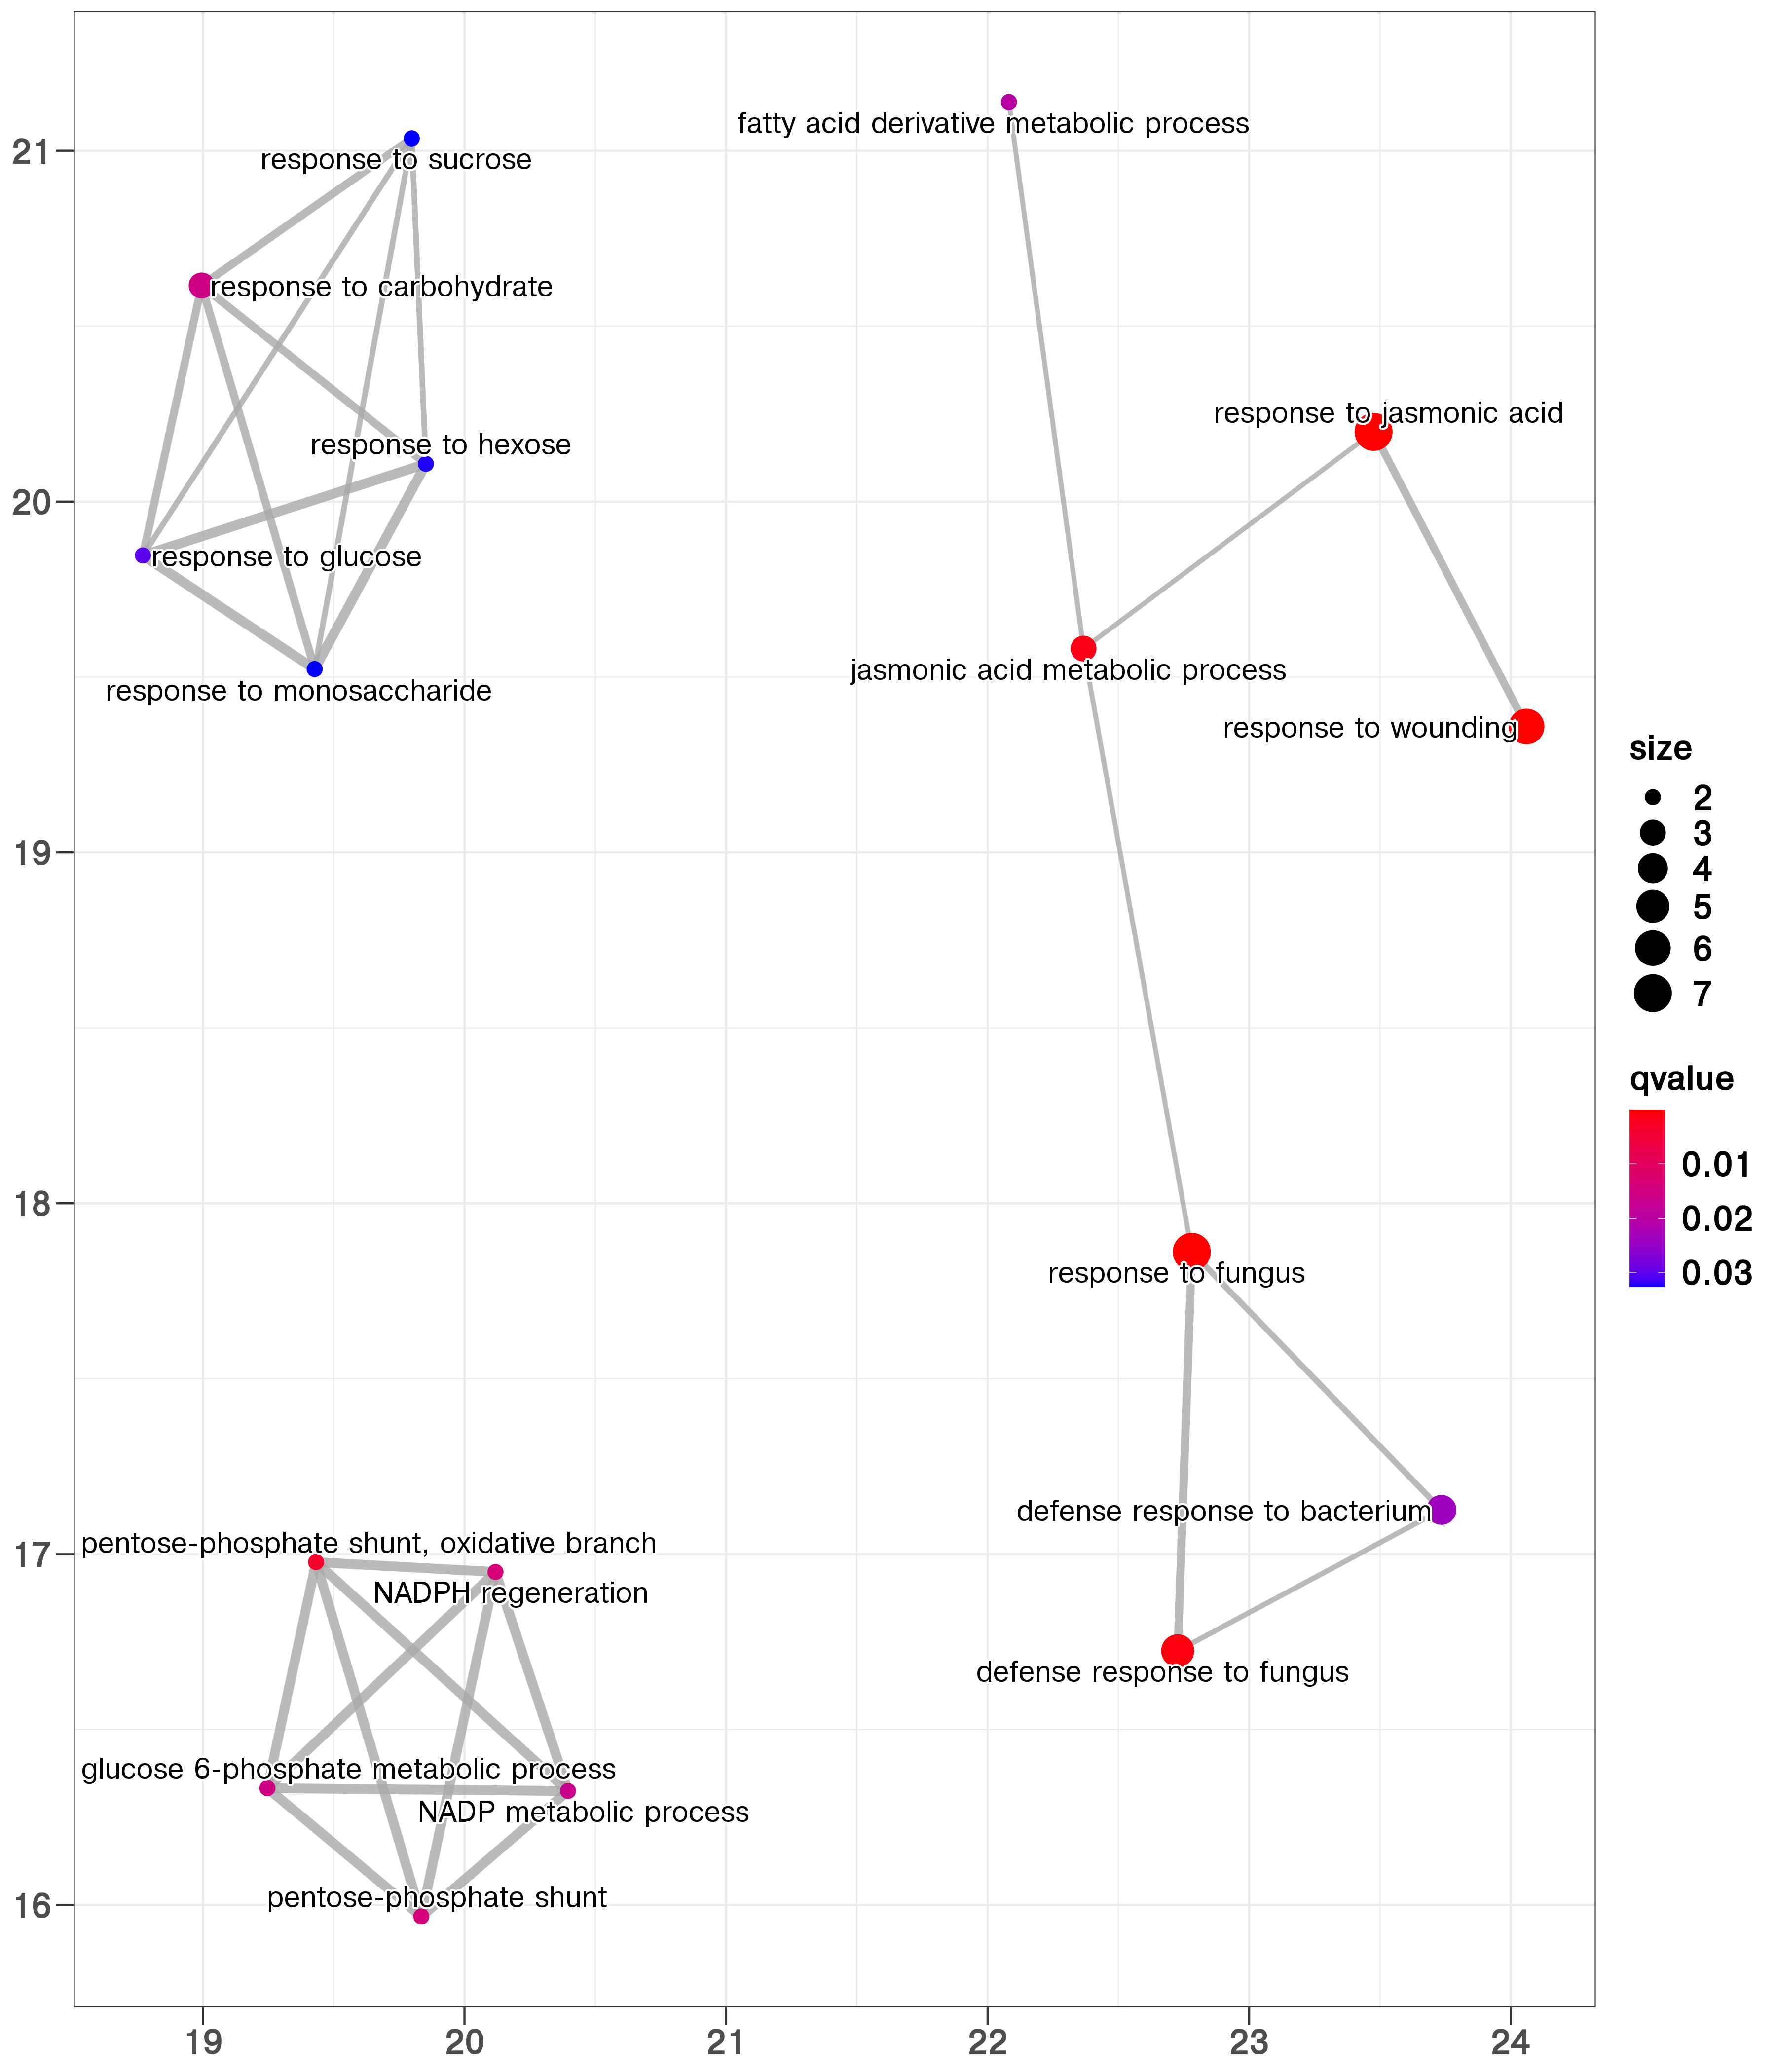 fatty acid derivative metabolic process
21
response to sucrose
response to carbohydrate
response to jasmonic acid
response to hexose
20
response to glucose
jasmonic acid metabolic process
response to monosaccharide
response to wounding
19
18
response to fungus
defense response to bacterium
pentose-phosphate shunt, oxidative branch
17
NADPH regeneration
defense response to fungus
glucose 6-phosphate metabolic process
NADP metabolic process
pentose-phosphate shunt
16
19 20 21 22 23 24
size
2
3
4
5
6
7
qvalue
0.01
0.02
0.03